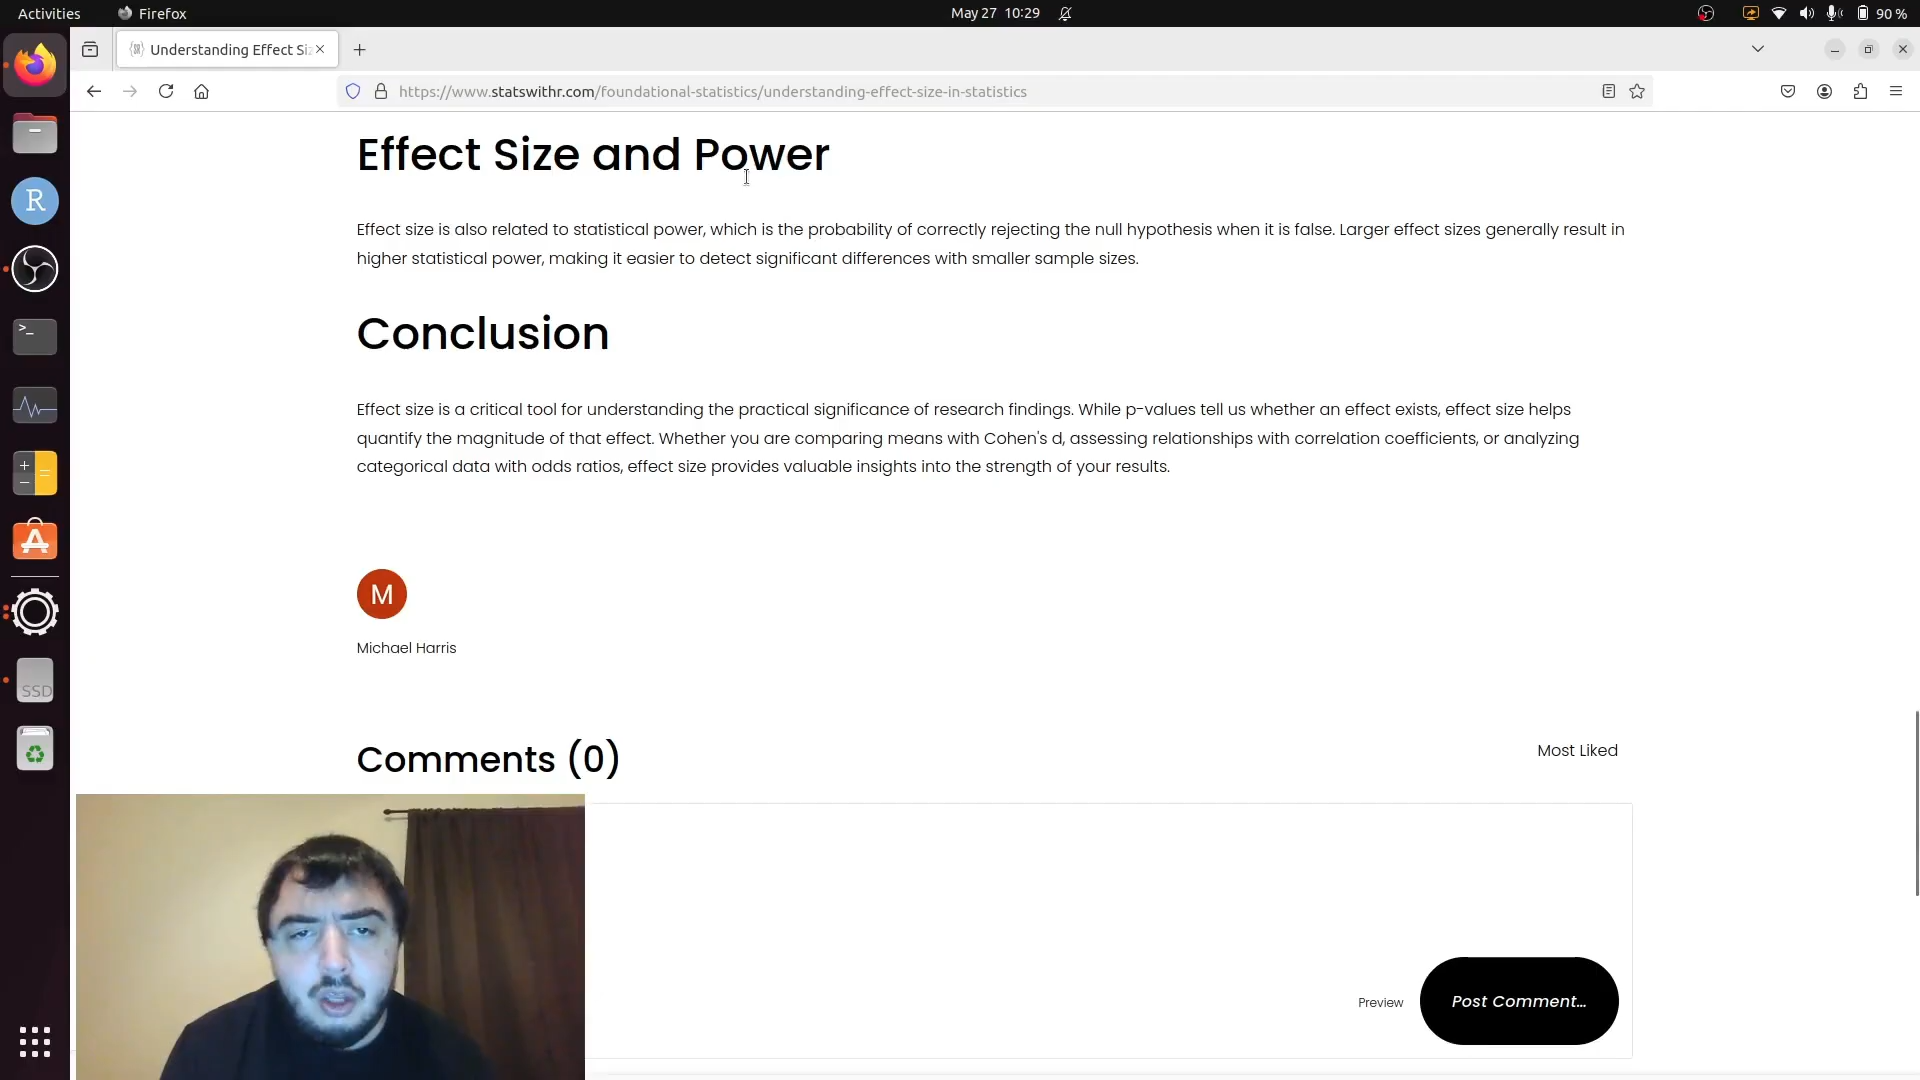 Activities
Firefox
May 27 10:29
90 %
Understanding Effect Si
https://www.statswithr.com/foundational-statistics/understanding-effect-size-in-statistics
Effect Size and Power
Effect size is also related to statistical power, which is the probability of correctly rejecting the null hypothesis when it is false. Larger effect sizes generally result in
higher statistical power, making it easier to detect significant differences with smaller sample sizes.
Conclusion
Effect size is a critical tool for understanding the practical significance of research findings. While p-values tell us whether an effect exists, effect size helps
quantify the magnitude of that effect. Whether you are comparing means with Cohen's d, assessing relationships with correlation coefficients, or analyzing
categorical data with odds ratios, effect size provides valuable insights into the strength of your results.
M
Michael Harris
Comments (0)
Most Liked
Preview
Post Comment...
R
>_
SSD